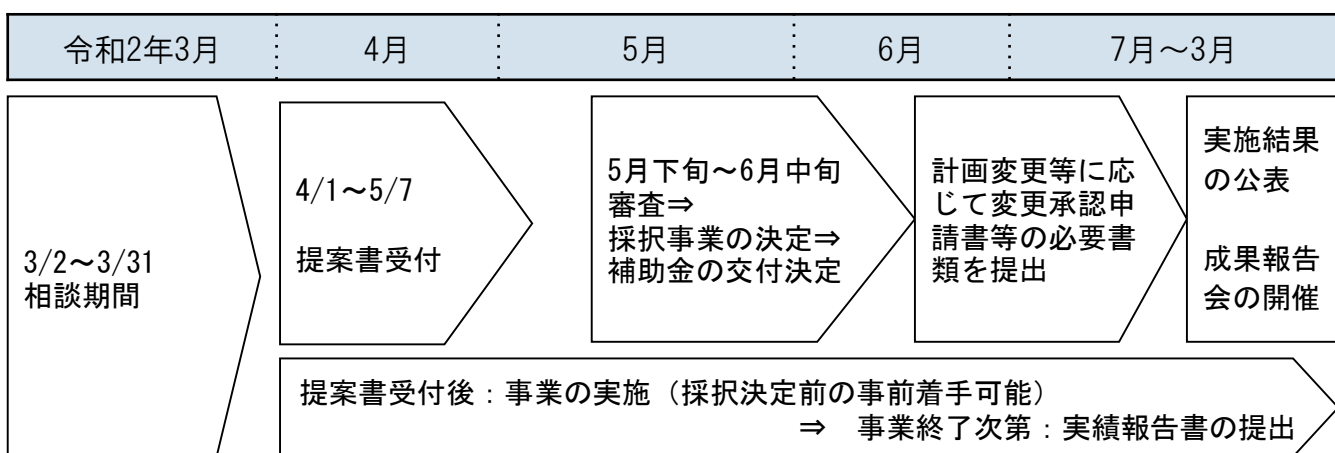 令和2年3月
4月
5月
6月
7月～3月
3/2～3/31
相談期間
4/1～5/7
提案書受付
5月下旬～6月中旬
審査⇒
採択事業の決定⇒
補助金の交付決定
計画変更等に応
じて変更承認申
請書等の必要書
類を提出
実施結果
の公表
成果報告
会の開催
提案書受付後：事業の実施（採択決定前の事前着手可能）
⇒　事業終了次第：実績報告書の提出